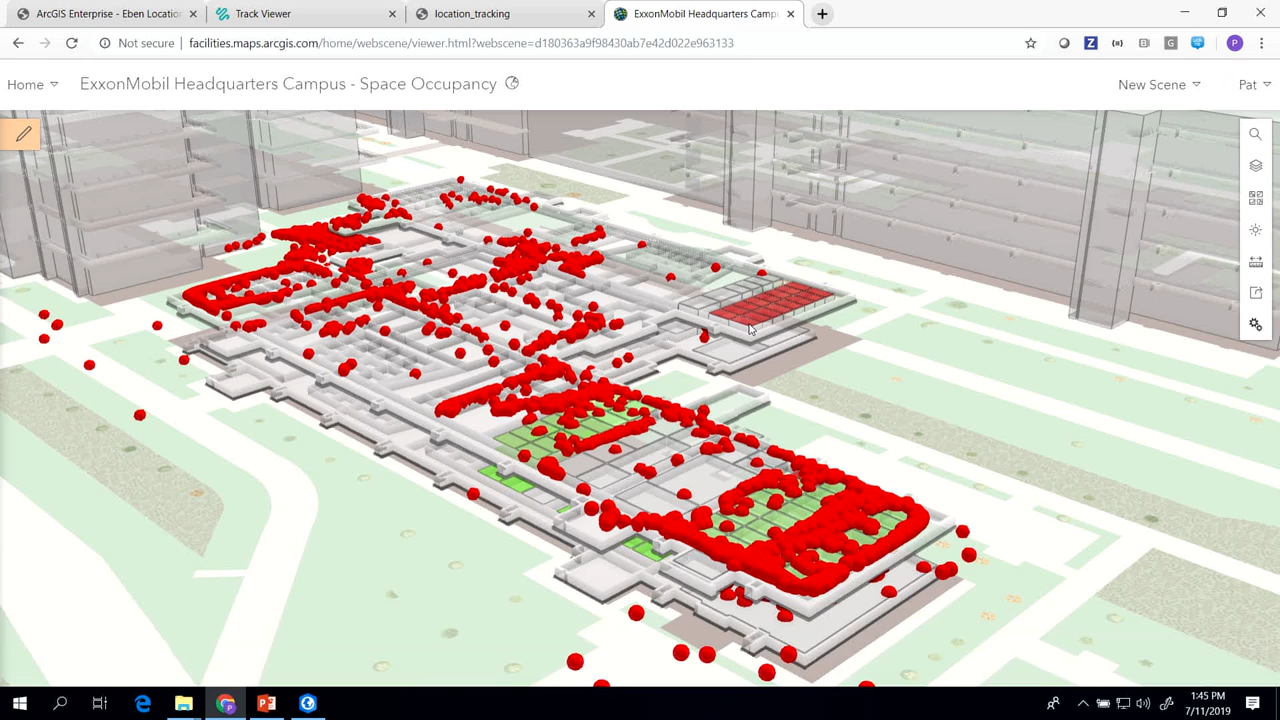 ArcGIS Enterprise - Eben Locatio
Track Viewer
location_tracking
ExxonMobil Headquarters Camp
Not secure
facilities.maps.arcgis.com/home/webscene/viewer.html?webscene=d180363a9f98430ab7e42d022e963133
Z
G
P
Home
ExxonMobil Headquarters Campus - Space Occupancy
New Scene
Pat
1:45 PM
7/11/2019